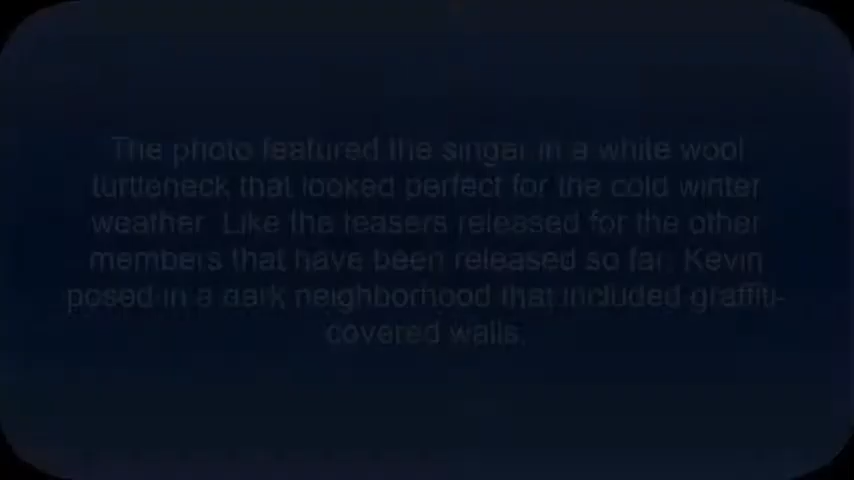 The photo featured the singer in a white wool
turtleneck that looked perfect for the cold winter
weather. Like the teasers released for the other
members that have been released so far, Kevin
posed in a dark neighborhood that included graffiti-
covered walls.